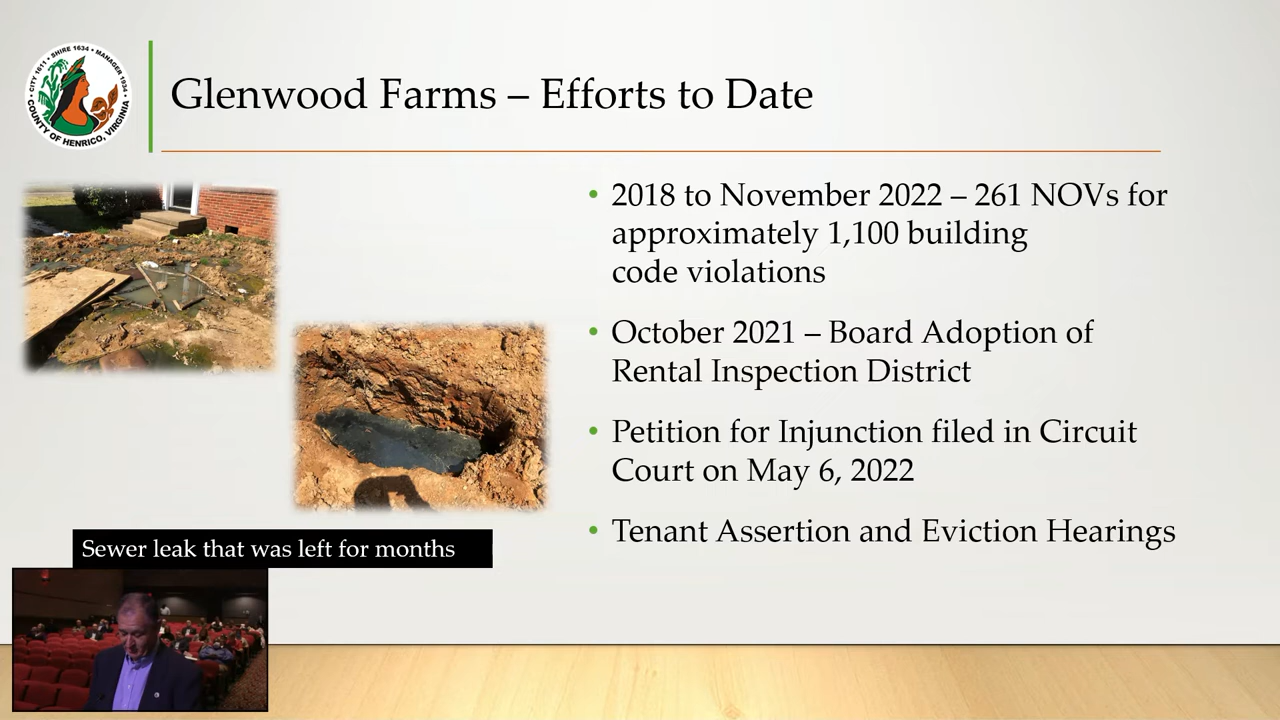 CITY 1611 • SHIRE 1634 • MANAGER 1934
COUNTY OF HENRICO, VIRGINIA
Glenwood Farms – Efforts to Date
• 2018 to November 2022 – 261 NOVs for
approximately 1,100 building
code violations
• October 2021 – Board Adoption of
Rental Inspection District
• Petition for Injunction filed in Circuit
Court on May 6, 2022
• Tenant Assertion and Eviction Hearings
Sewer leak that was left for months